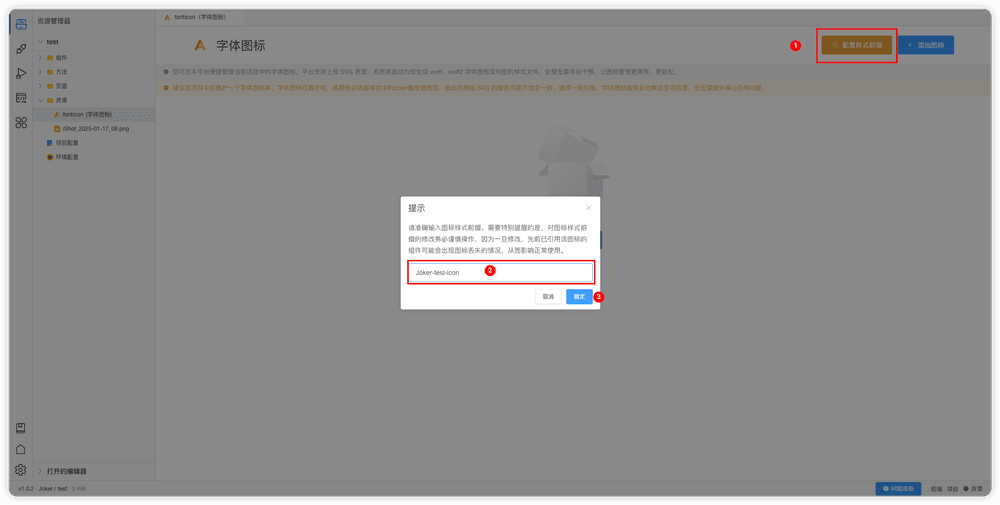 资源管理器
fonticon（字体图标）
test
组件
方法
页面
资源
fonticon (字体图标)
iShot_2025-01-17_08.png
项目配置
环境配置
字体图标
1
配置样式前缀
添加图标
您可在本平台便捷管理当前项目中的字体图标。平台支持上传 SVG 资源，系统将自动为您生成 woff、woff2 字体图标及对应的样式文件，全程无需手动干预，让图标管理更高效、更轻松。
提示
请准确输入图标样式前缀。需要特别提醒的是，对图标样式前
缀的修改务必谨慎操作，因为一旦修改，先前已引用该图标的
组件可能会出现图标丢失的情况，从而影响正常使用。
Joker-test-icon
2
取消
确定
3
打开的编辑器
v1.0.2
Joker / test
0 KB
问题面板
前端
项目
反馈